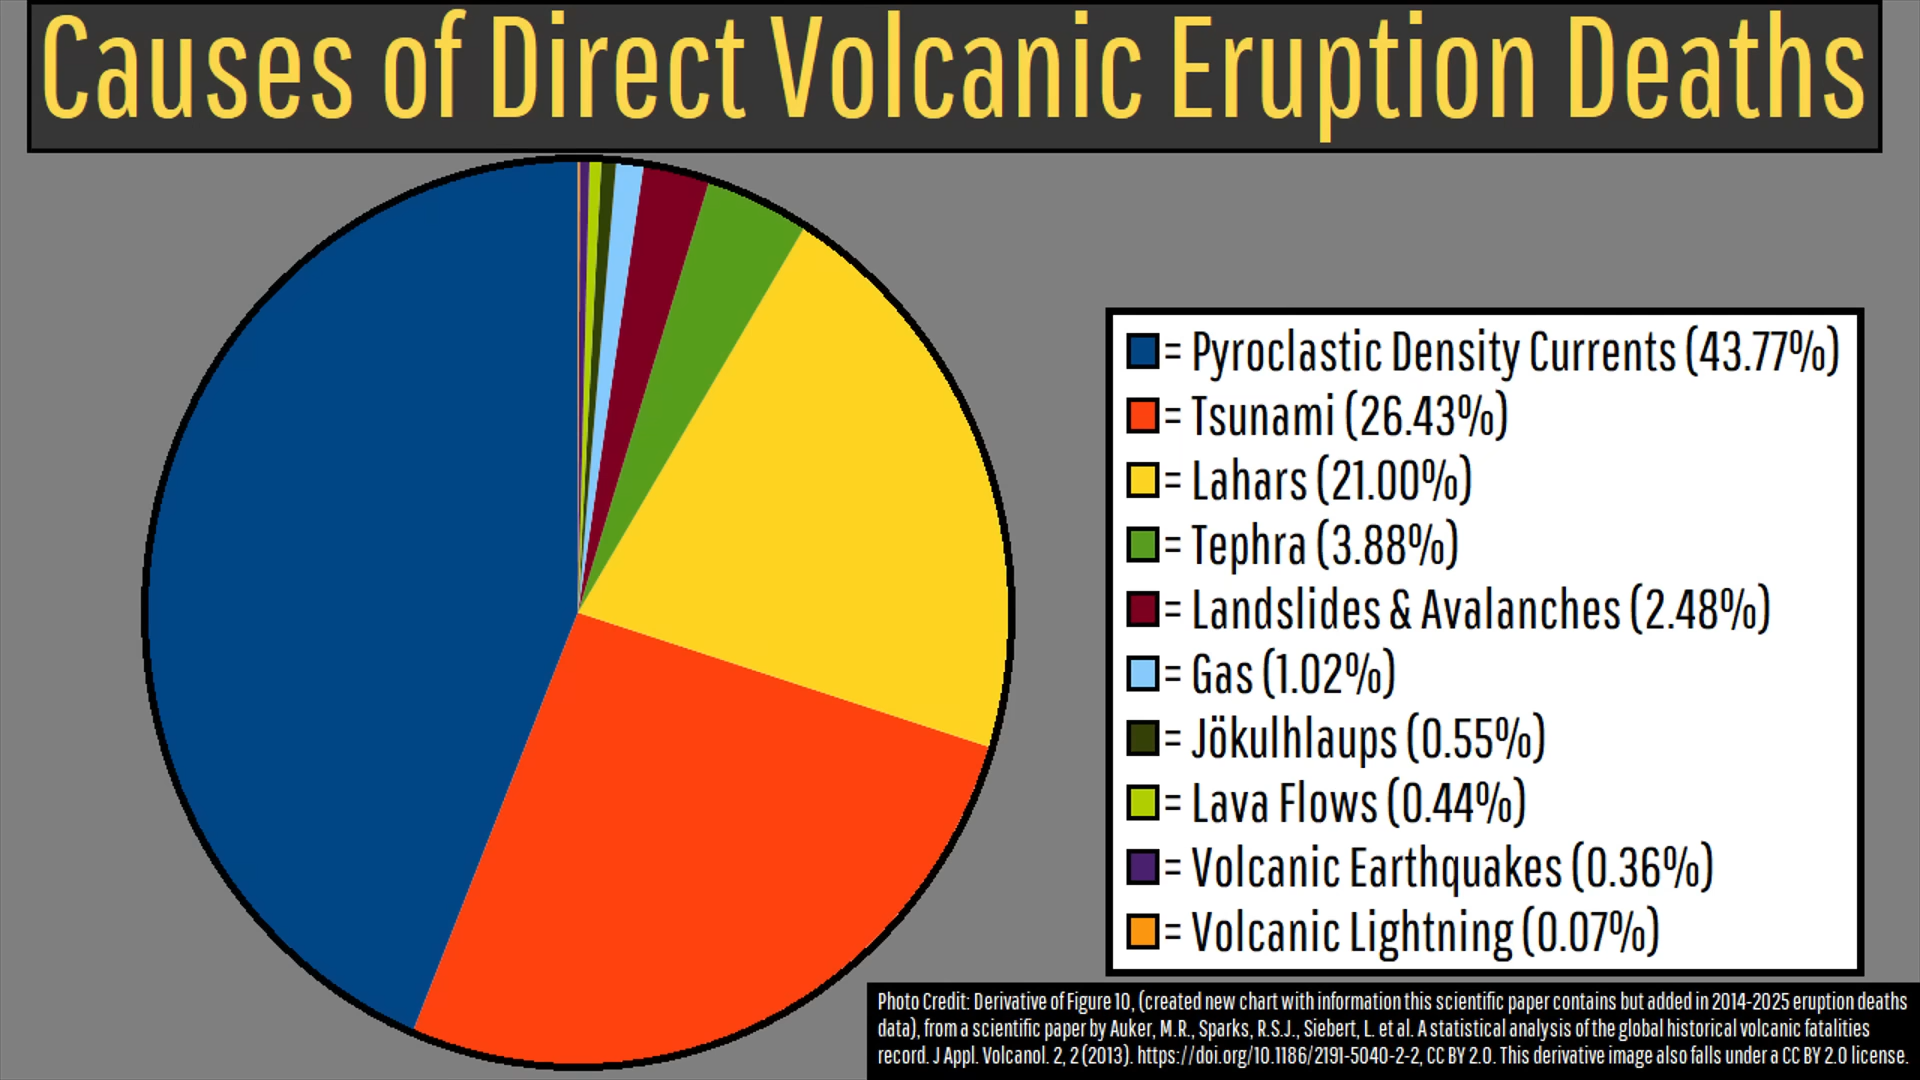 Causes of Direct Volcanic Eruption Deaths
= Pyroclastic Density Currents (43.77%)
= Tsunami (26.43%)
= Lahars (21.00%)
= Tephra (3.88%)
= Landslides & Avalanches (2.48%)
= Gas (1.02%)
= Jökulhlaups (0.55%)
= Lava Flows (0.44%)
= Volcanic Earthquakes (0.36%)
= Volcanic Lightning (0.07%)
Photo Credit: Derivative of Figure 10, (created new chart with information this scientific paper contains but added in 2014-2025 eruption deaths
data), from a scientific paper by Auker, M.R., Sparks, R.S.J., Siebert, L. et al. A statistical analysis of the global historical volcanic fatalities
record. J Appl. Volcanol. 2, 2 (2013). https://doi.org/10.1186/2191-5040-2-2, CC BY 2.0. This derivative image also falls under a CC BY 2.0 license.